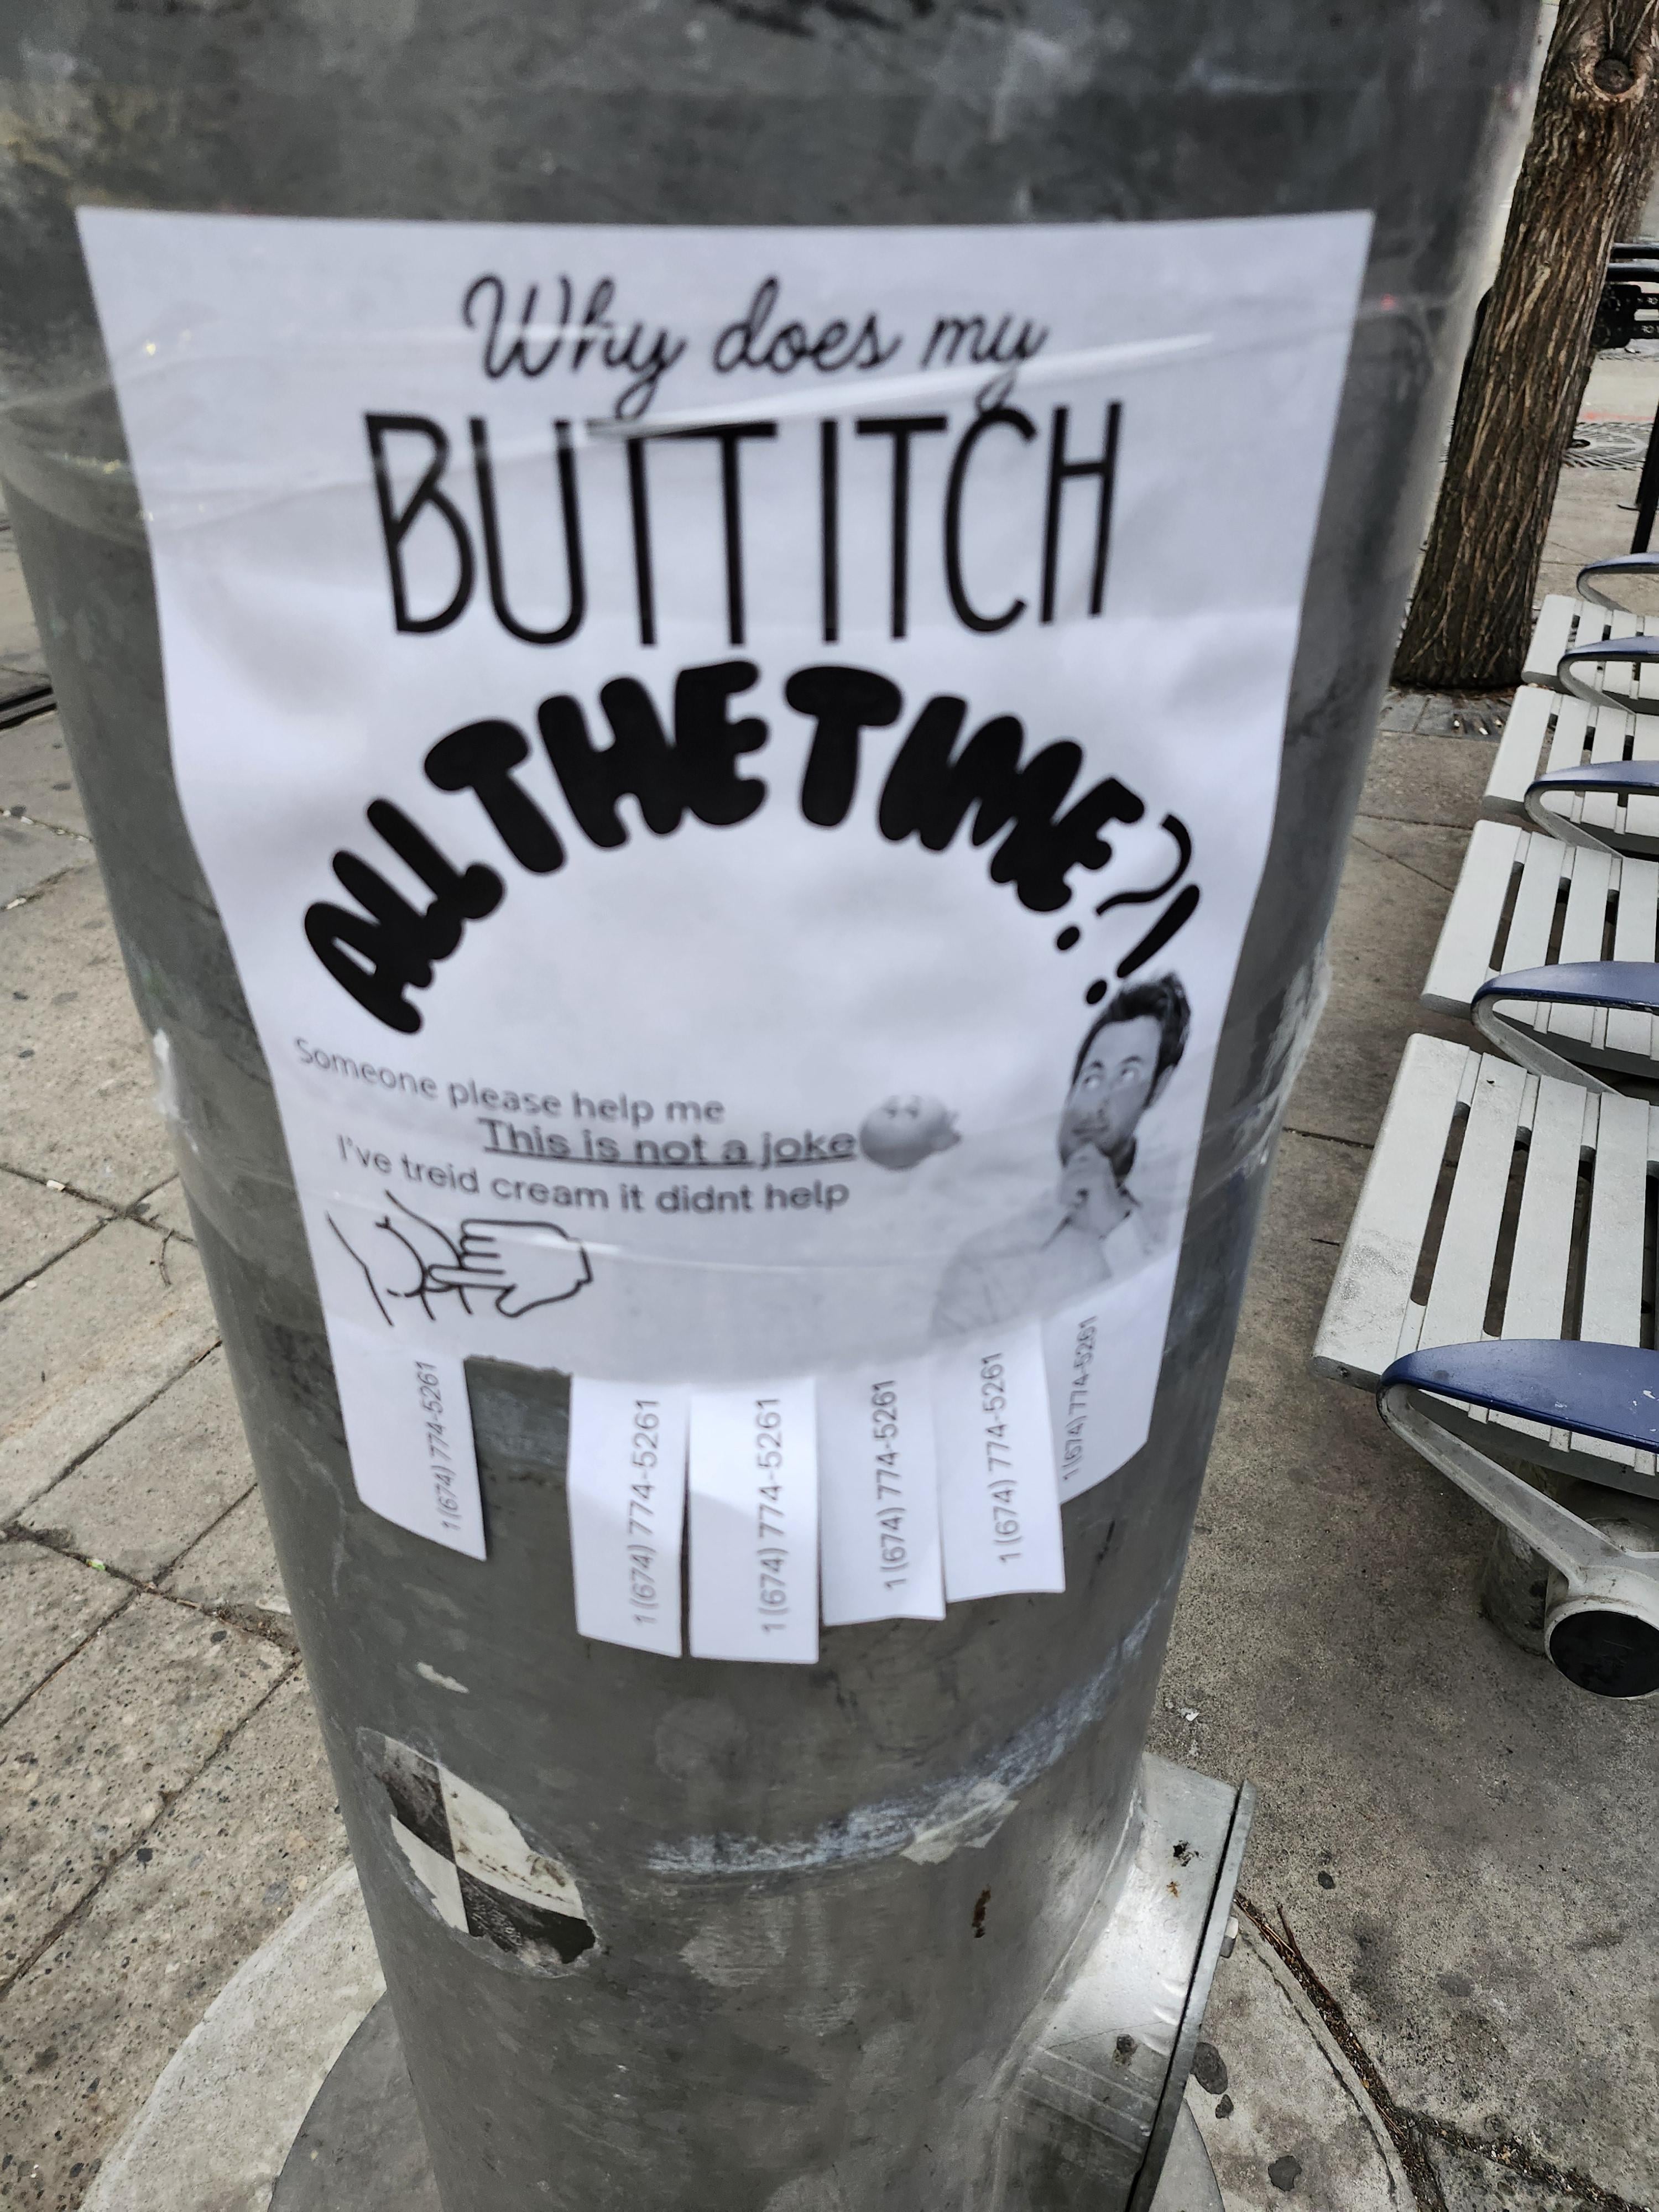 Why does my
BUTT ITCH
ALL THE TIME?!
Someone please help me
This is not a joke
I've treid cream it didnt help
1 (674) 774-5261
1 (674) 774-5261
1 (674) 774-5261
1 (674) 774-5261
1 (674) 774-5261
1 (674) 774-5261